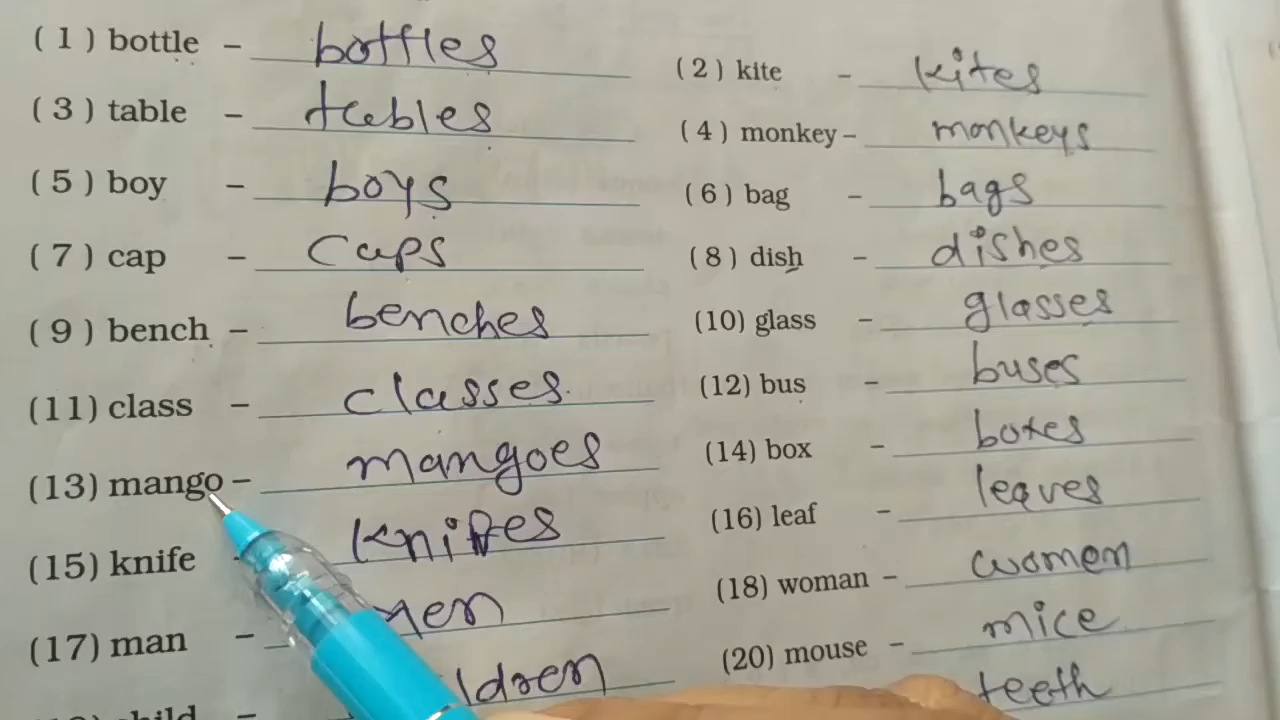 (1) bottle - bottles
(2) kite - kites
(3) table - tables
(4) monkey - monkeys
(5) boy - boys
(6) bag - bags
(7) cap - caps
(8) dish - dishes
(9) bench - benches
(10) glass - glasses
(11) class - classes
(12) bus - buses
(13) mango - mangoes
(14) box - boxes
(15) knife
(16) leaf - leaves
(17) man - men
(18) woman - women
(20) mouse - mice
child -
teeth